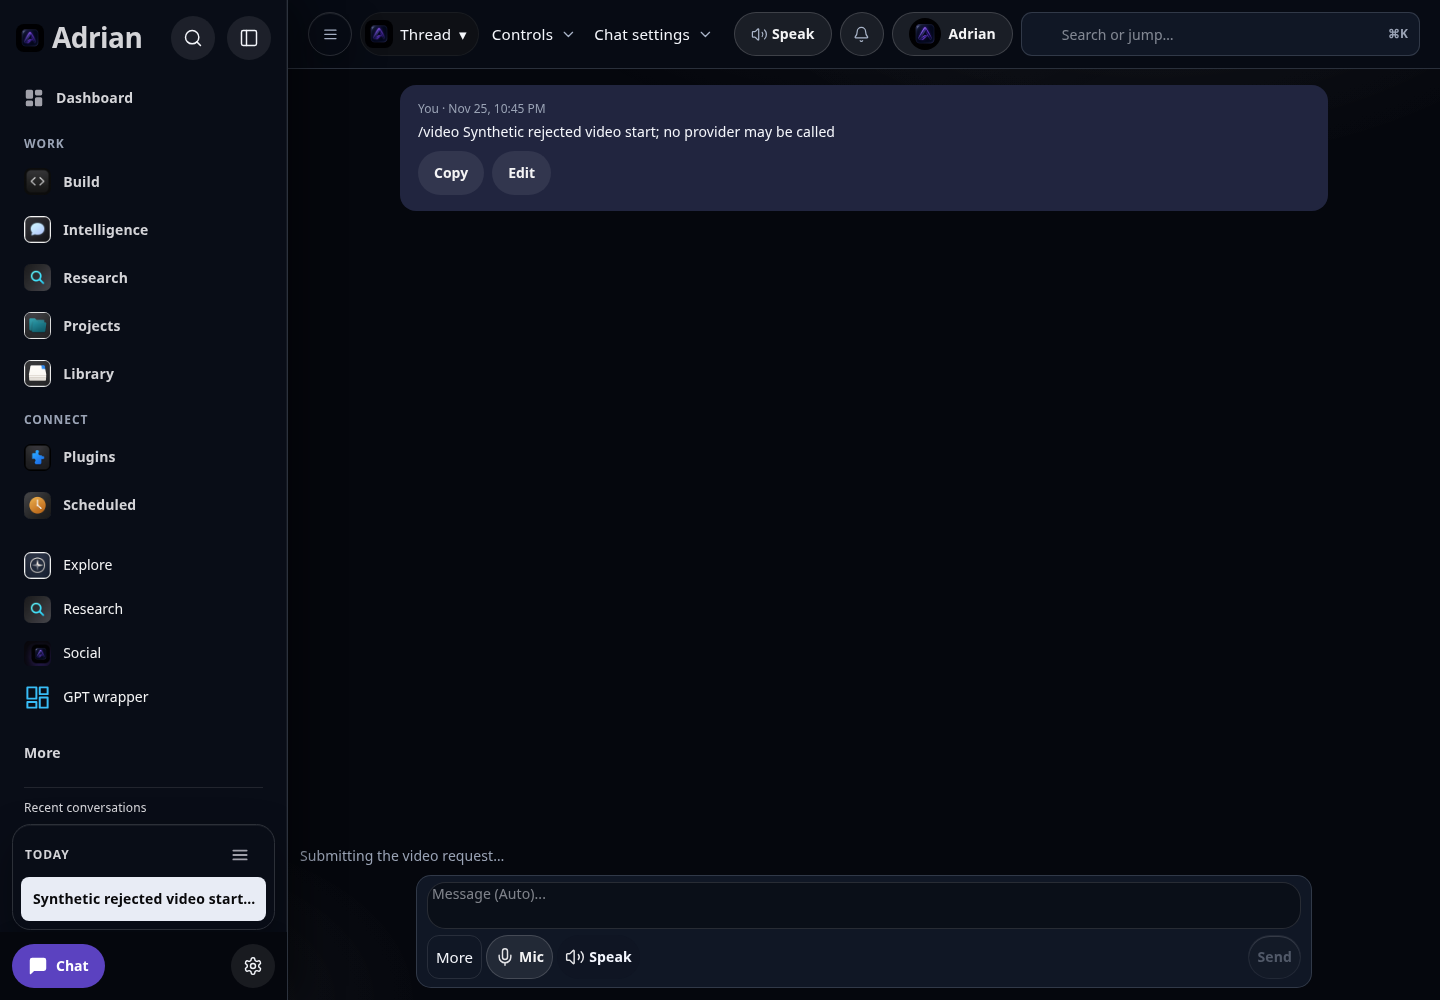 Adrian
Dashboard
WORK
Build
Intelligence
Research
Projects
Library
CONNECT
Plugins
Scheduled
Explore
Research
Social
GPT wrapper
More
Recent conversations
TODAY
Synthetic rejected video start...
Chat
Thread ▾
Controls
Chat settings
Speak
Adrian
Search or jump...
⌘K
You · Nov 25, 10:45 PM
/video Synthetic rejected video start; no provider may be called
Copy
Edit
Submitting the video request...
Message (Auto)...
More
Mic
Speak
Send